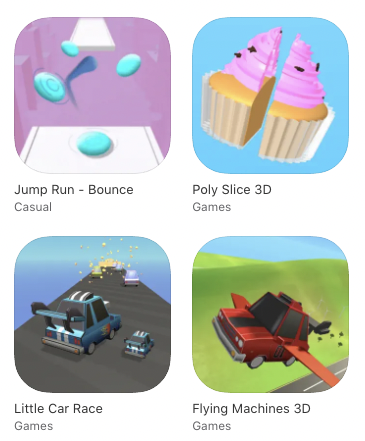 Jump Run - Bounce
Casual
Poly Slice 3D
Games
Little Car Race
Games
Flying Machines 3D
Games